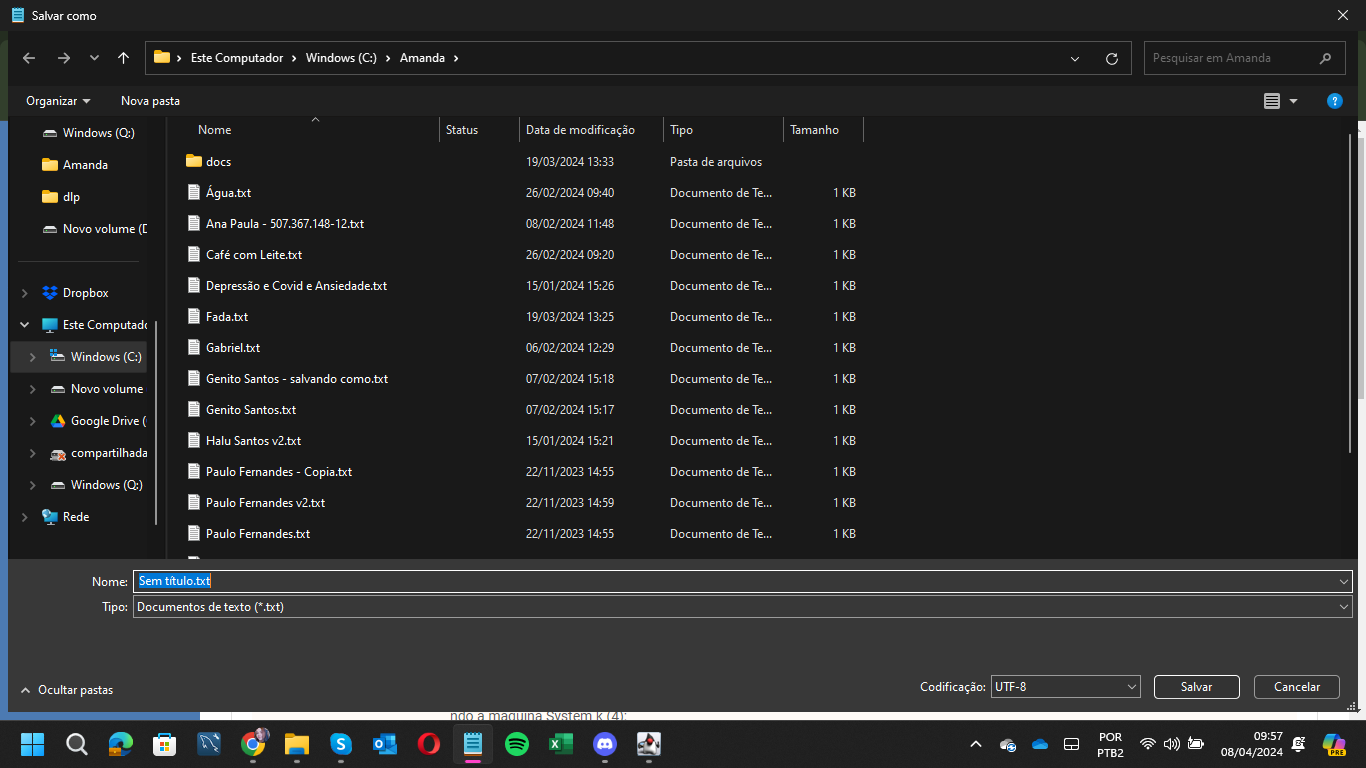 Salvar como
Este Computador Windows (C:) Amanda
Pesquisar em Amanda
Organizar Nova pasta
Windows (Q:)
Amanda
dlp
Novo volume (D
Dropbox
Este Computado
Windows (C:)
Novo volume
Google Drive (
compartilhada
Windows (Q:)
Rede
Nome Status Data de modificação Tipo Tamanho
docs 19/03/2024 13:33 Pasta de arquivos
Água.txt 26/02/2024 09:40 Documento de Te... 1 KB
Ana Paula - 507.367.148-12.txt 08/02/2024 11:48 Documento de Te... 1 KB
Café com Leite.txt 26/02/2024 09:20 Documento de Te... 1 KB
Depressão e Covid e Ansiedade.txt 15/01/2024 15:26 Documento de Te... 1 KB
Fada.txt 19/03/2024 13:25 Documento de Te... 1 KB
Gabriel.txt 06/02/2024 12:29 Documento de Te... 1 KB
Genito Santos - salvando como.txt 07/02/2024 15:18 Documento de Te... 1 KB
Genito Santos.txt 07/02/2024 15:17 Documento de Te... 1 KB
Halu Santos v2.txt 15/01/2024 15:21 Documento de Te... 1 KB
Paulo Fernandes - Copia.txt 22/11/2023 14:55 Documento de Te... 1 KB
Paulo Fernandes v2.txt 22/11/2023 14:59 Documento de Te... 1 KB
Paulo Fernandes.txt 22/11/2023 14:55 Documento de Te... 1 KB
Nome: Sem título.txt
Tipo: Documentos de texto (*.txt)
Ocultar pastas
Codificação: UTF-8 Salvar Cancelar
ndo a maquina System k (4):
POR
PTB2
09:57
08/04/2024
PRE